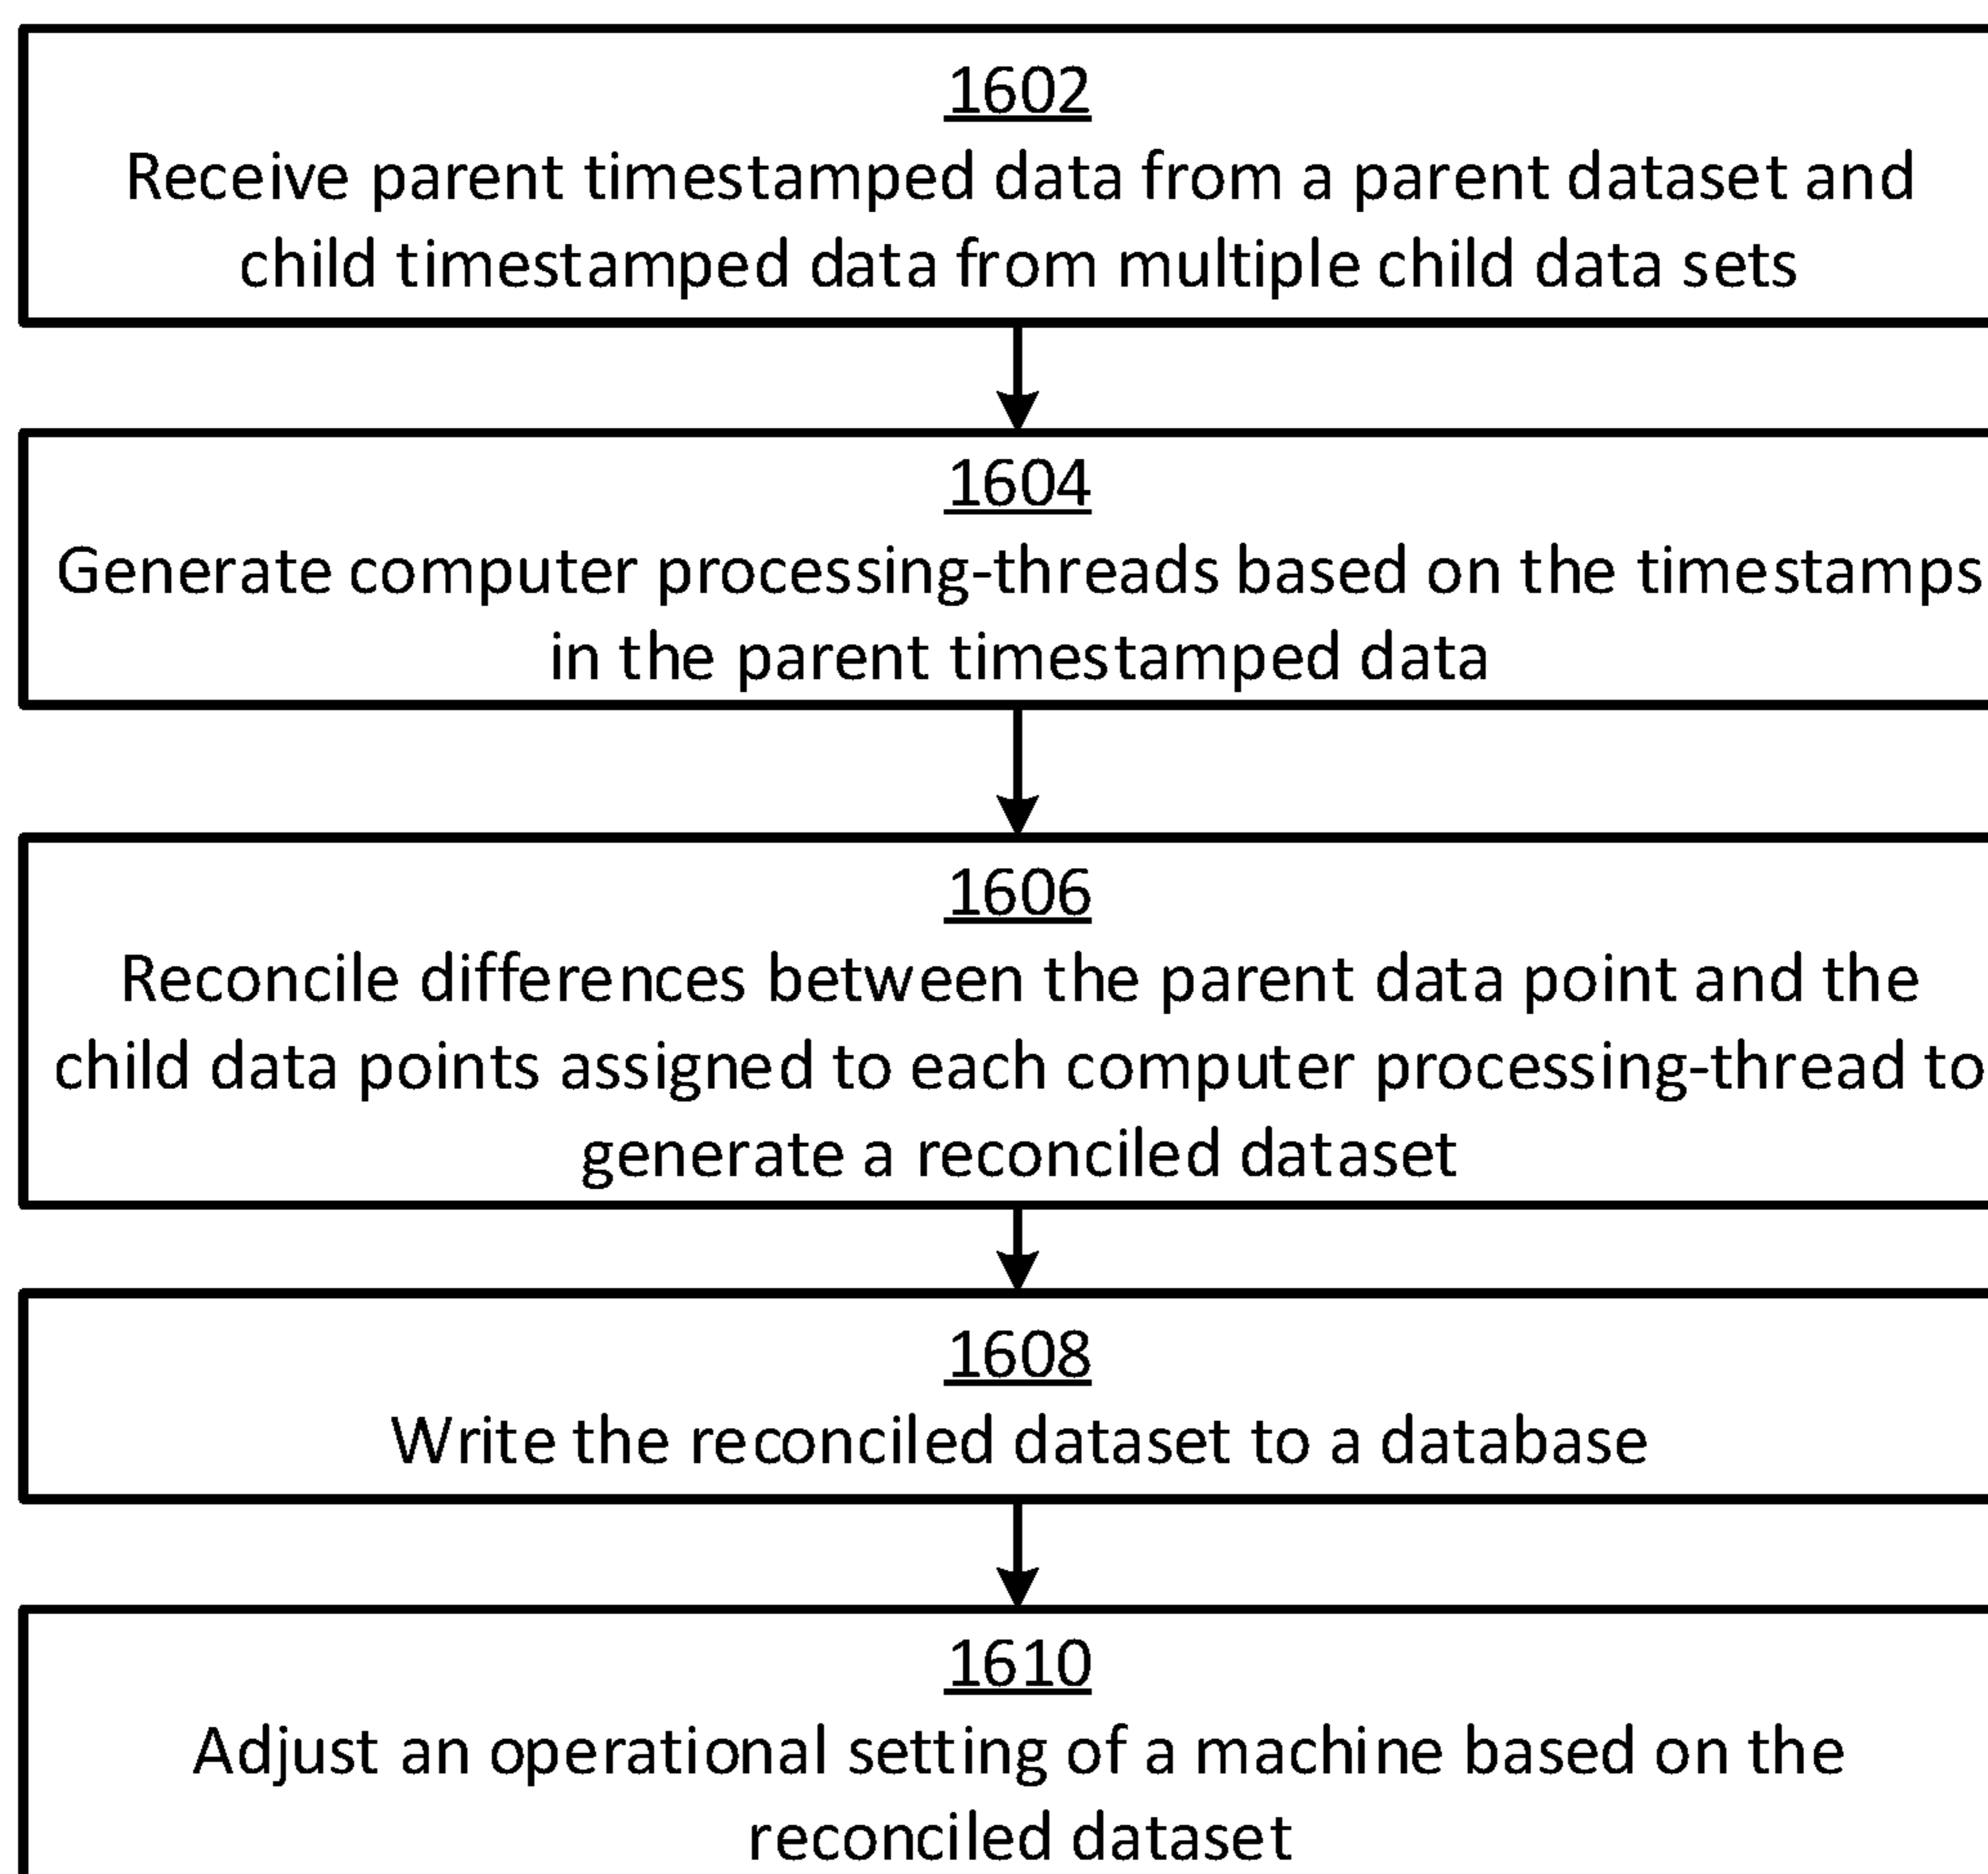 1602
Receive parent timestamped data from a parent dataset and
child timestamped data from multiple child data sets
1604
Generate computer processing-threads based on the timestamps
in the parent timestamped data
1606
Reconcile differences between the parent data point and the
child data points assigned to each computer processing-thread to
generate a reconciled dataset
1608
Write the reconciled dataset to a database
1610
Adjust an operational setting of a machine based on the
reconciled dataset